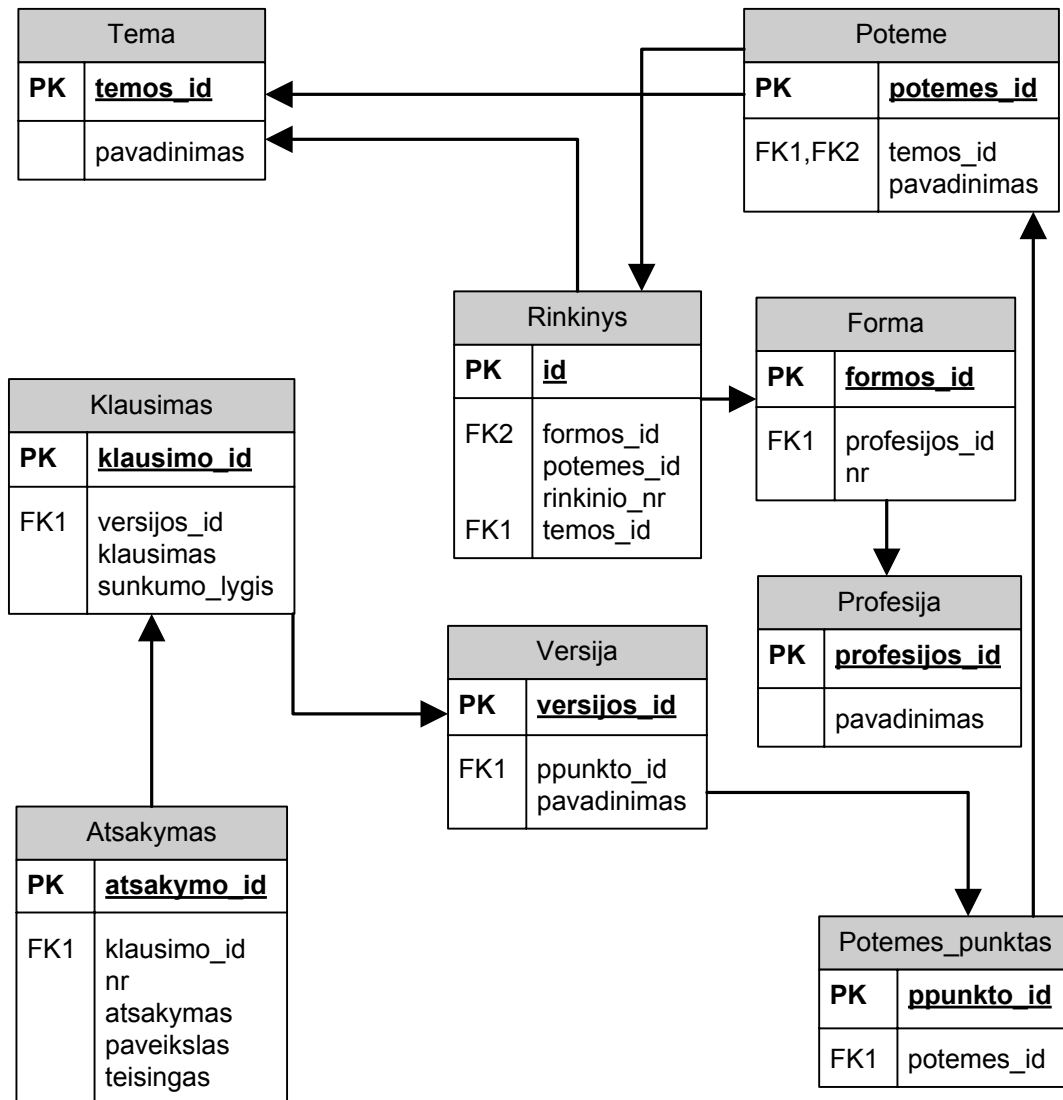 Tema
PK temos_id
pavadinimas
Poteme
PK potemes_id
FK1,FK2 temos_id
pavadinimas
Rinkinys
PK id
FK2 formos_id
potemes_id
rinkinio_nr
FK1 temos_id
Forma
PK formos_id
FK1 profesijos_id
nr
Klausimas
PK klausimo_id
FK1 versijos_id
klausimas
sunkumo_lygis
Profesija
PK profesijos_id
pavadinimas
Versija
PK versijos_id
FK1 ppunkto_id
pavadinimas
Atsakymas
PK atsakymo_id
FK1 klausimo_id
nr
atsakymas
paveikslas
teisingas
Potemes_punktas
PK ppunkto_id
FK1 potemes_id